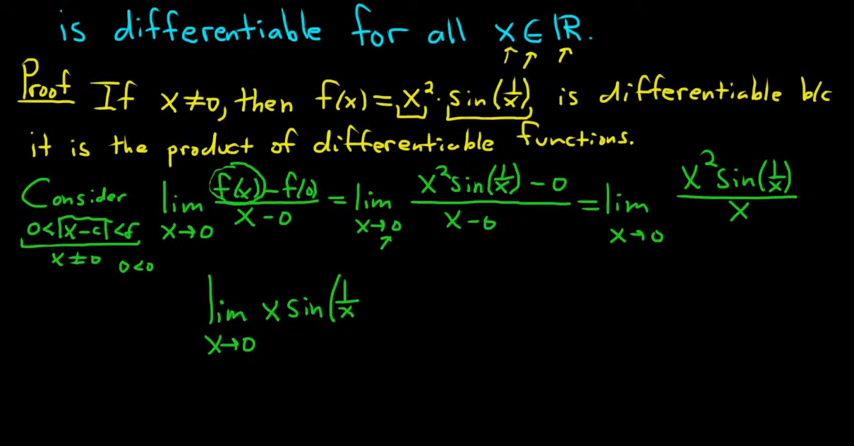 is differentiable for all x ∈ ℝ.
Proof If x ≠ 0, then f(x) = x² · sin(1/x) is differentiable b/c
it is the product of differentiable functions.
Consider lim x→0 (f(x) - f(0))/(x - 0) = lim x→0 (x² sin(1/x) - 0)/(x - 0) = lim x→0 (x² sin(1/x))/x
0 < |x - c| < δ
x ≠ 0 0 < 0
lim x→0 x sin(1/x